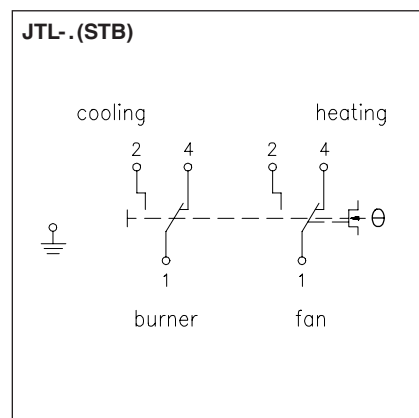 JTL-.(STB)
cooling heating
2 4 2 4
θ
1 1
burner fan